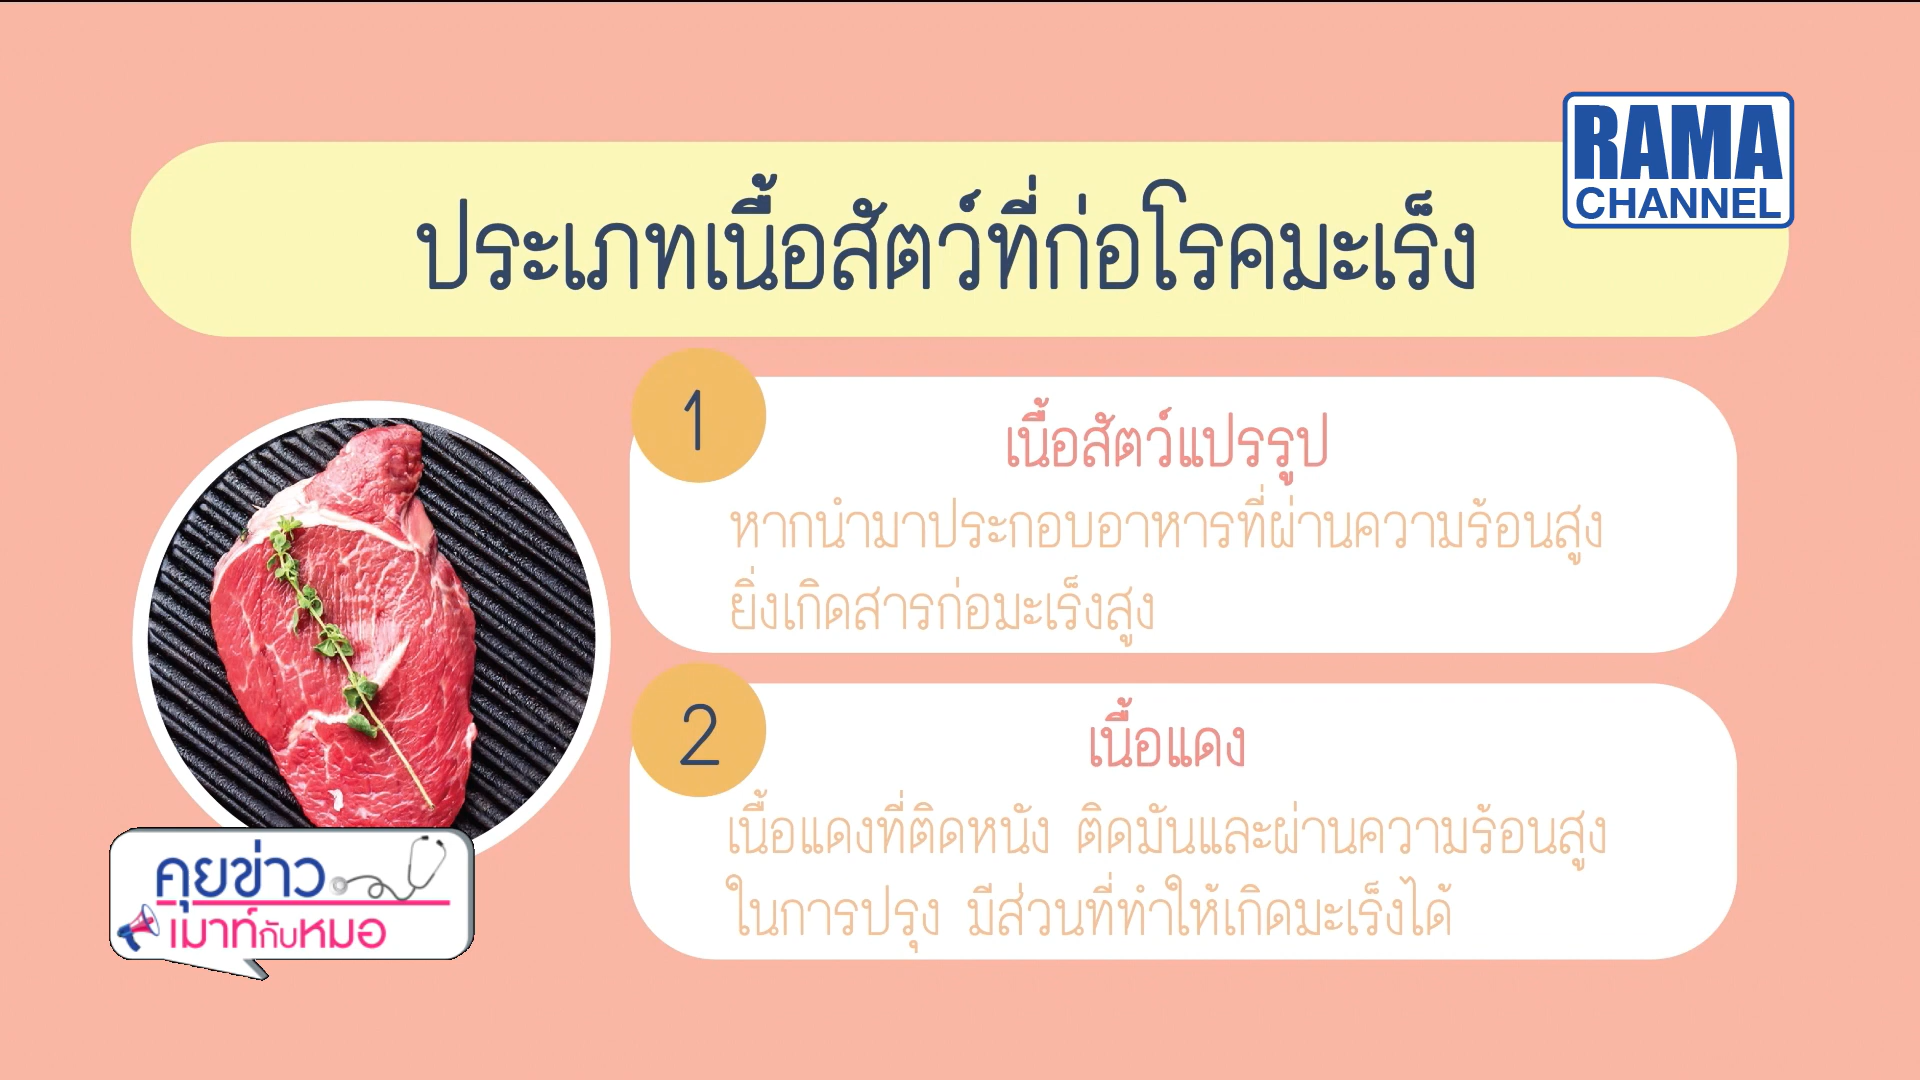 RAMA
CHANNEL
ประเภทเนื้อสัตว์ที่ก่อโรคมะเร็ง
1
เนื้อสัตว์แปรรูป
หากนำมาประกอบอาหารที่ผ่านความร้อนสูง
ยิ่งเกิดสารก่อมะเร็งสูง
2
เนื้อแดง
เนื้อแดงที่ติดหนัง ติดมันและผ่านความร้อนสูง
ในการปรุง มีส่วนที่ทำให้เกิดมะเร็งได้
คุยข่าว
เมาท์กับหมอ